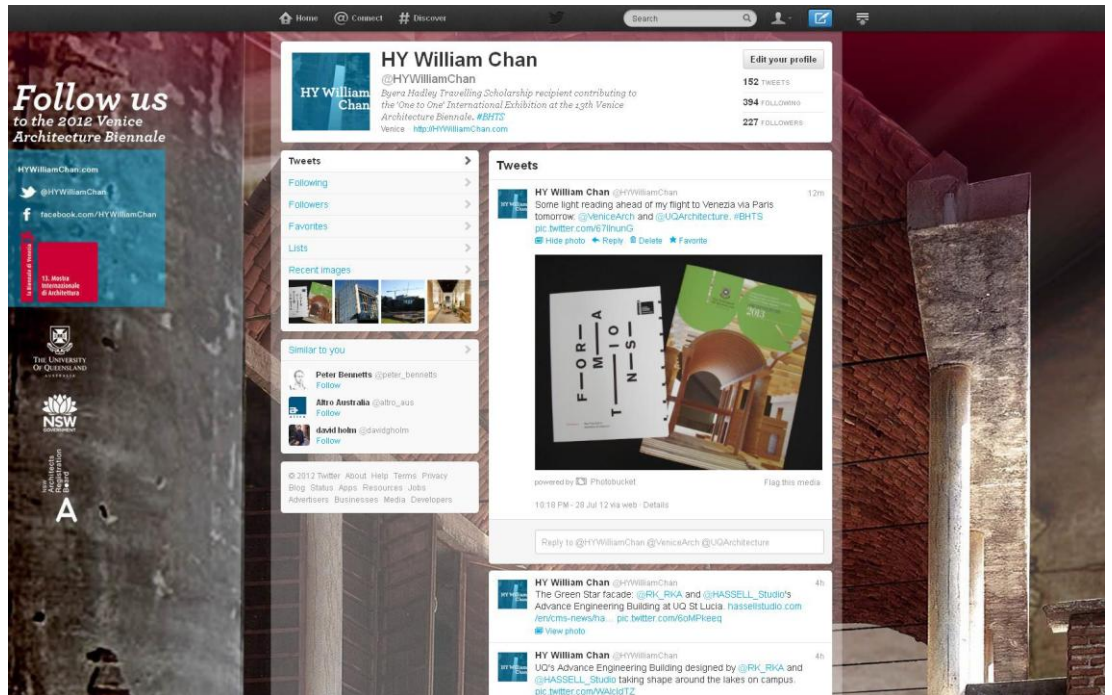 Home @ Connect # Discover
Search
Follow us
to the 2012 Venice
Architecture Biennale
HYWilliamChan.com
@HYWilliamChan
facebook.com/HYWilliamChan
la Biennale di Venezia
13. Mostra
Internazionale
di Architettura
THE UNIVERSITY
OF QUEENSLAND
AUSTRALIA
NSW
GOVERNMENT
NSW
Architects
Registration
Board
A
HY William
Chan
HY William Chan
@HYWilliamChan
Byera Hadley Travelling Scholarship recipient contributing to
the 'One to One' International Exhibition at the 13th Venice
Architecture Biennale. #BHTS
Venice http://HYWilliamChan.com
Edit your profile
152 TWEETS
394 FOLLOWING
227 FOLLOWERS
Tweets
Following
Followers
Favorites
Lists
Recent images
Similar to you
Peter Bennetts @peter_bennetts
Follow
Altro Australia @altro_aus
Follow
david holm @davidgholm
Follow
© 2012 Twitter About Help Terms Privacy
Blog Status Apps Resources Jobs
Advertisers Businesses Media Developers
Tweets
HY William Chan @HYWilliamChan 12m
Some light reading ahead of my flight to Venezia via Paris
tomorrow: @VeniceArch and @UQArchitecture. #BHTS
Hide photo Reply Delete Favorite
F—OR—
M—I—A
T—I—O
N—S—
2013
powered by Photobucket Flag this media
10:18 PM - 28 Jul 12 via web · Details
Reply to @HYWilliamChan @VeniceArch @UQArchitecture
HY William Chan @HYWilliamChan 4h
The Green Star facade: @RK_RKA and @HASSELL_Studio's
Advance Engineering Building at UQ St Lucia. hassellstudio.com
/en/cms-news/ha... pic.twitter.com/6oMPkeeq
View photo
HY William Chan @HYWilliamChan 4h
UQ's Advance Engineering Building designed by @RK_RKA and
@HASSELL_Studio taking shape around the lakes on campus.